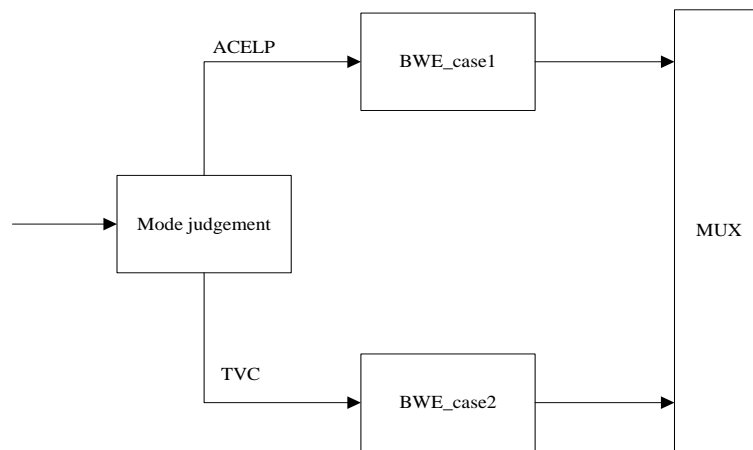 ACELP
BWE_case1
Mode judgement
MUX
TVC
BWE_case2